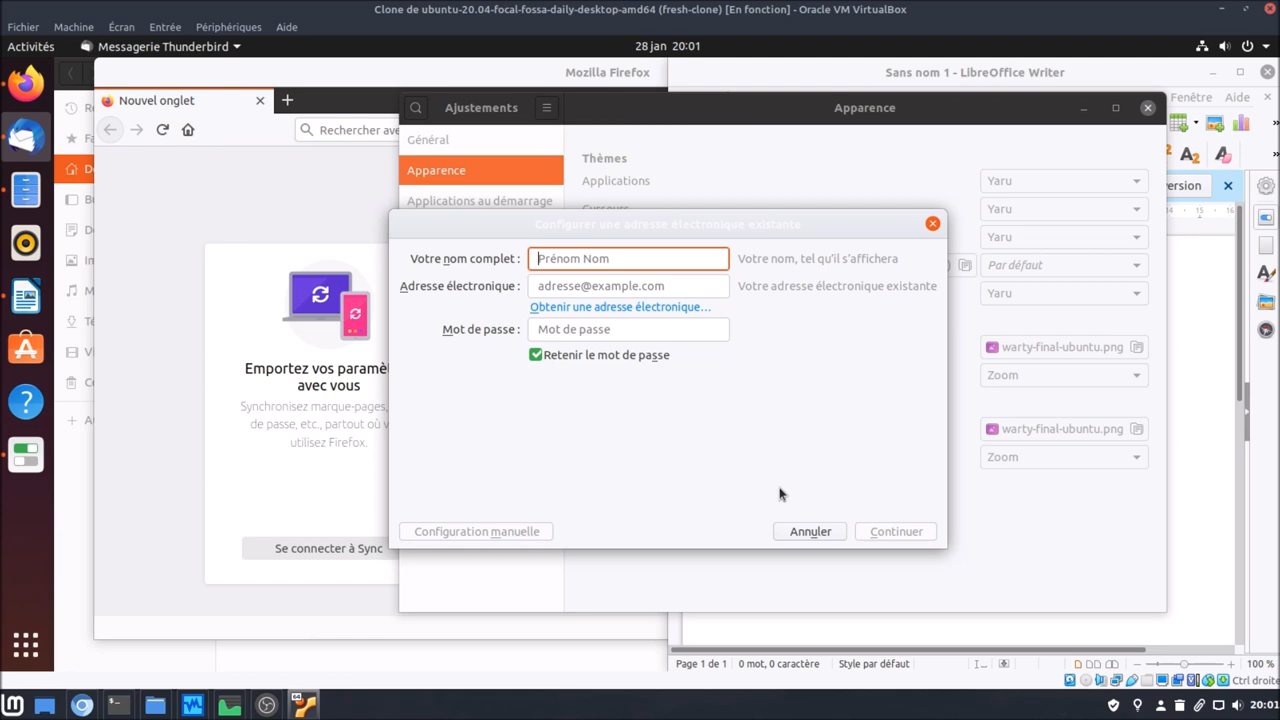 Clone de ubuntu-20.04-focal-fossa-daily-desktop-amd64 (fresh-clone) [En fonction] - Oracle VM VirtualBox
Fichier Machine Écran Entrée Périphériques Aide
Activités Messagerie Thunderbird 28 jan 20:01
Mozilla Firefox
Sans nom 1 - LibreOffice Writer
Nouvel onglet
Ajustements
Apparence
Fenêtre Aide
Rechercher ave
Général
Apparence
Applications au démarrage
Thèmes
Applications
Yaru
Yaru
Yaru
Par défaut
Yaru
ersion
15
Configurer une adresse électronique existante
Votre nom complet : Prénom Nom Votre nom, tel qu'il s'affichera
Adresse électronique : adresse@example.com Votre adresse électronique existante
Obtenir une adresse électronique…
Mot de passe : Mot de passe
Retenir le mot de passe
warty-final-ubuntu.png
Zoom
warty-final-ubuntu.png
Zoom
Emportez vos paramèt
avec vous
Synchronisez marque-pages,
de passe, etc., partout où v
utilisez Firefox.
Se connecter à Sync
Configuration manuelle Annuler Continuer
Page 1 de 1 0 mot, 0 caractère Style par défaut 100 %
Ctrl droite
64
20:01